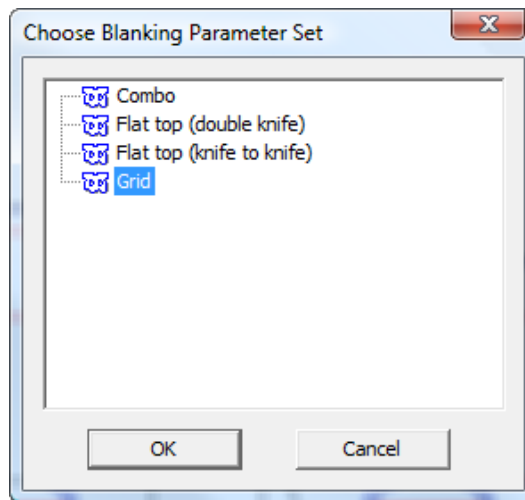 Choose Blanking Parameter Set
Combo
Flat top (double knife)
Flat top (knife to knife)
Grid
OK
Cancel